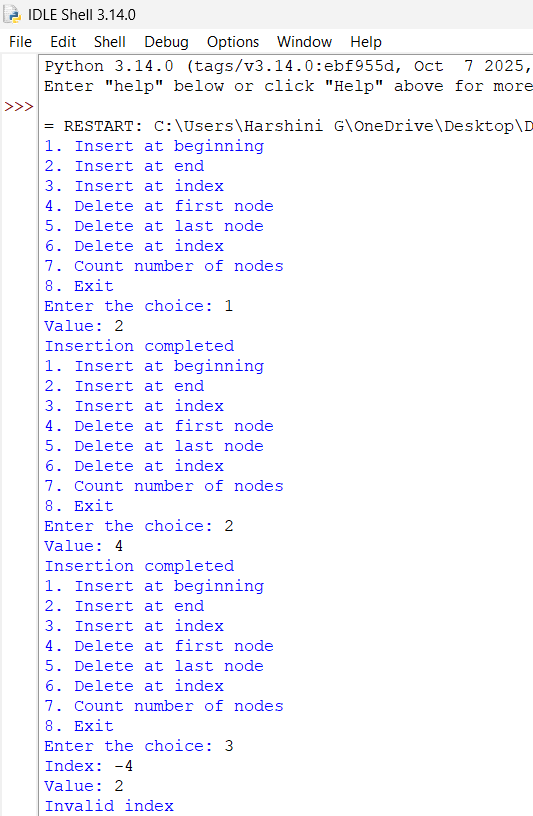 IDLE Shell 3.14.0
File Edit Shell Debug Options Window Help
Python 3.14.0 (tags/v3.14.0:ebf955d, Oct  7 2025,
Enter "help" below or click "Help" above for more
>>>
= RESTART: C:\Users\Harshini G\OneDrive\Desktop\D
1. Insert at beginning
2. Insert at end
3. Insert at index
4. Delete at first node
5. Delete at last node
6. Delete at index
7. Count number of nodes
8. Exit
Enter the choice: 1
Value: 2
Insertion completed
1. Insert at beginning
2. Insert at end
3. Insert at index
4. Delete at first node
5. Delete at last node
6. Delete at index
7. Count number of nodes
8. Exit
Enter the choice: 2
Value: 4
Insertion completed
1. Insert at beginning
2. Insert at end
3. Insert at index
4. Delete at first node
5. Delete at last node
6. Delete at index
7. Count number of nodes
8. Exit
Enter the choice: 3
Index: -4
Value: 2
Invalid index